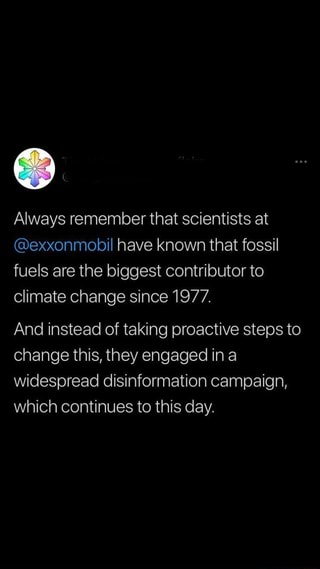 Always remember that scientists at
@exxonmobil have known that fossil
fuels are the biggest contributor to
climate change since 1977.
And instead of taking proactive steps to
change this, they engaged in a
widespread disinformation campaign,
which continues to this day.